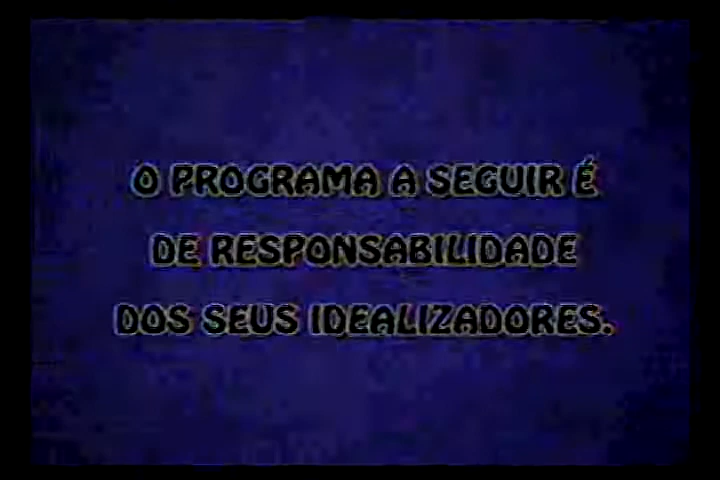 O PROGRAMA A SEGUIR É
DE RESPONSABILIDADE
DOS SEUS IDEALIZADORES.